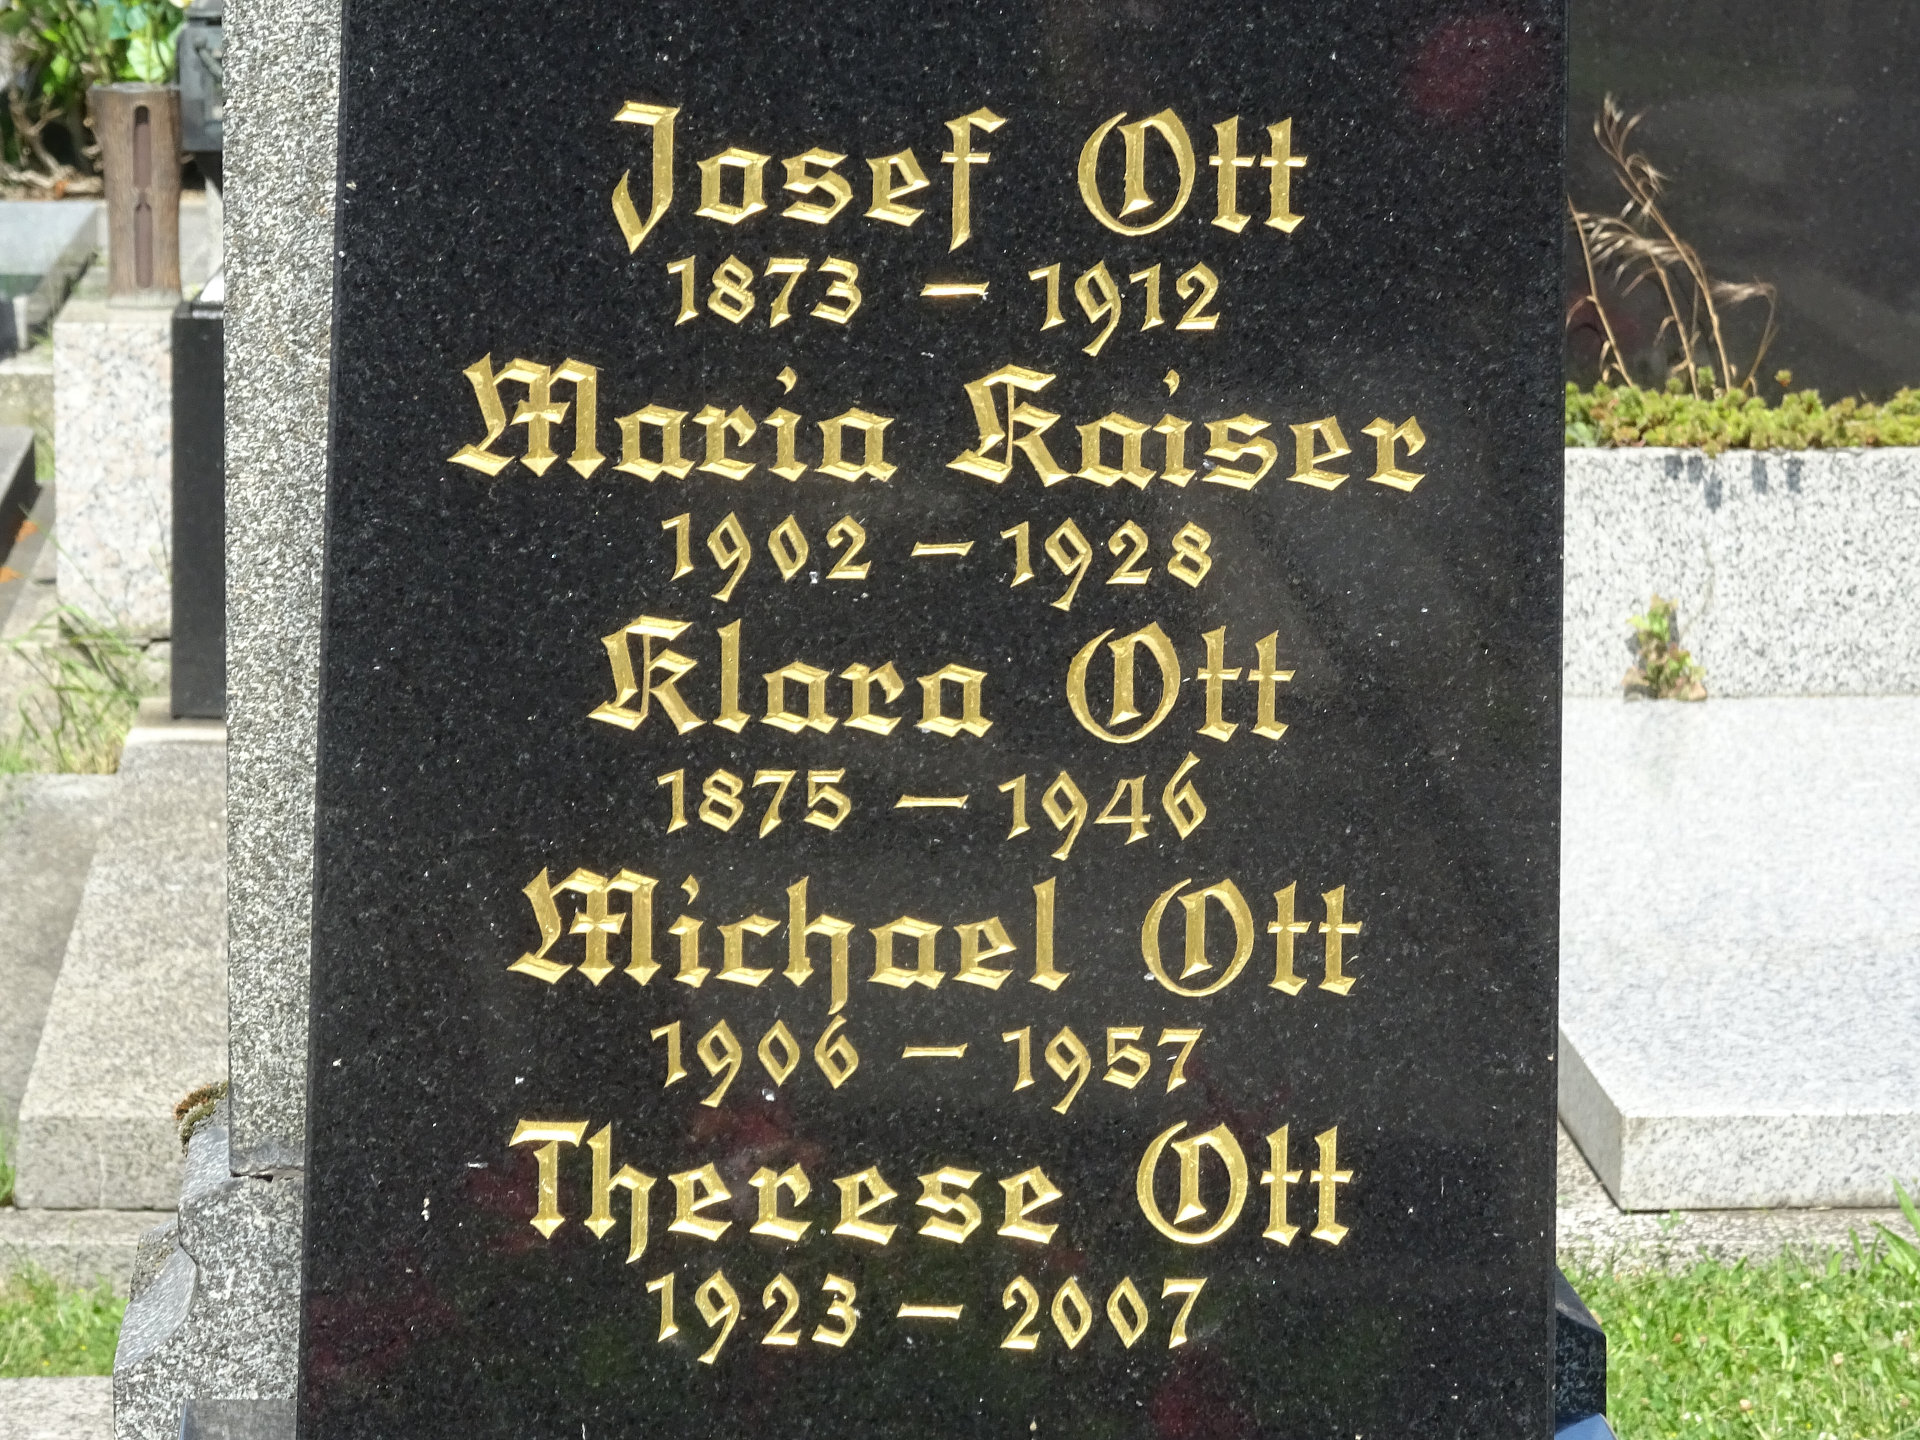 Josef Ott
1873 – 1912
Maria Kaiser
1902 – 1928
Klara Ott
1875 – 1946
Michael Ott
1906 – 1957
Therese Ott
1923 – 2007